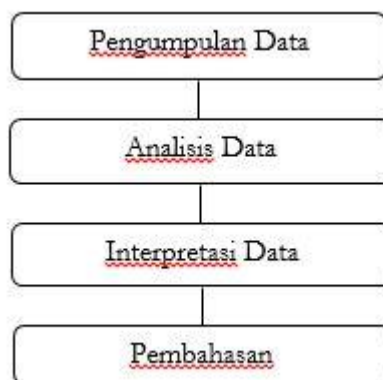 Pengumpulan Data
Analisis Data
Interpretasi Data
Pembahasan